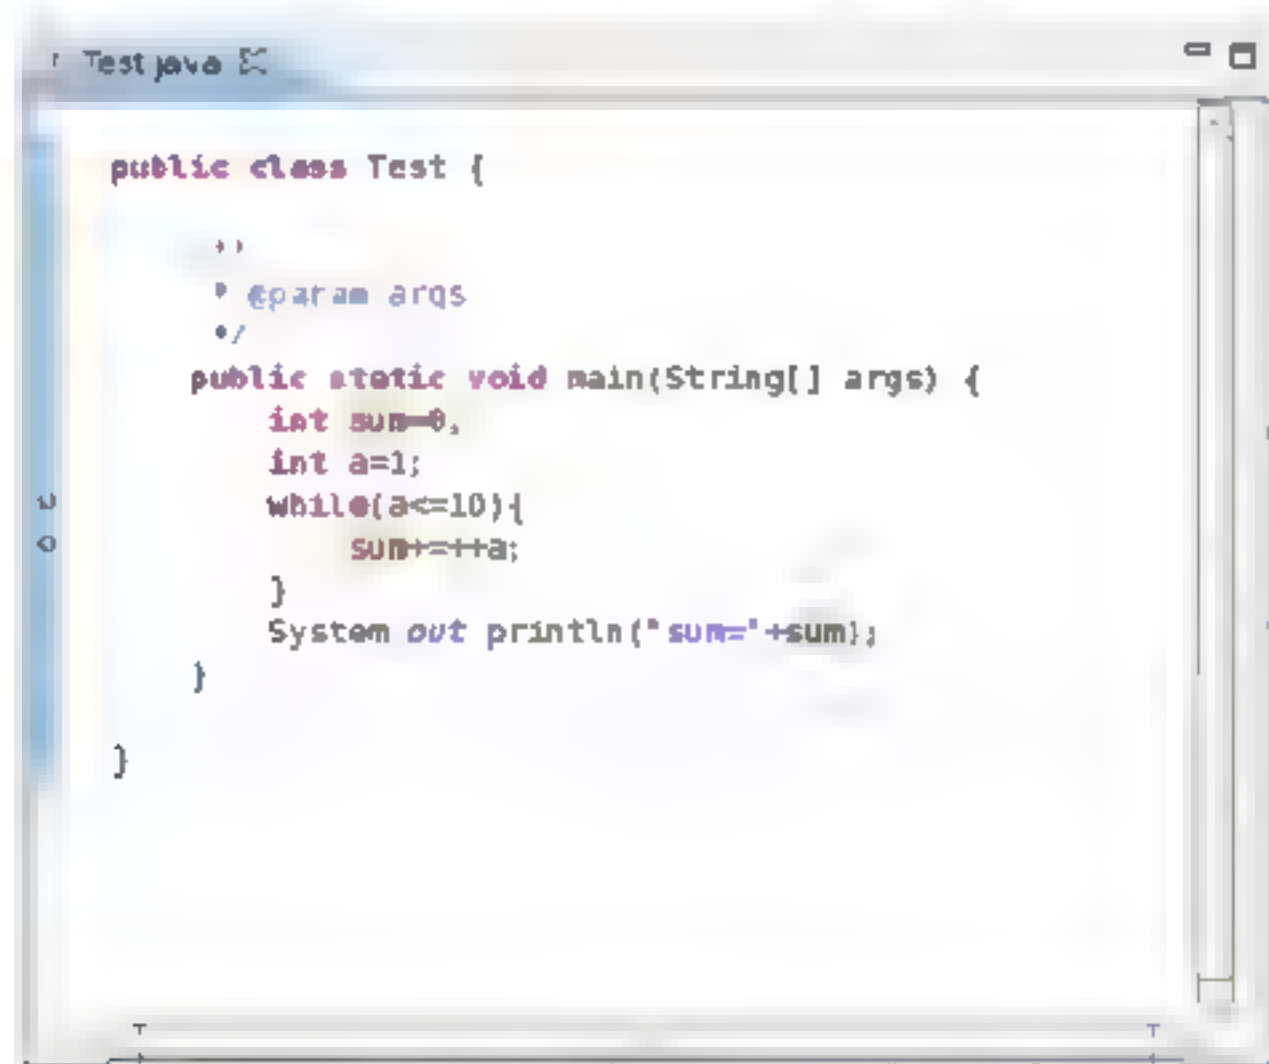 Test.java
public class Test {
* @param args
*/
public static void main(String[] args) {
int sum=0;
int a=1;
while(a<=10){
sum+=++a;
}
System.out.println("sum="+sum);
}
}